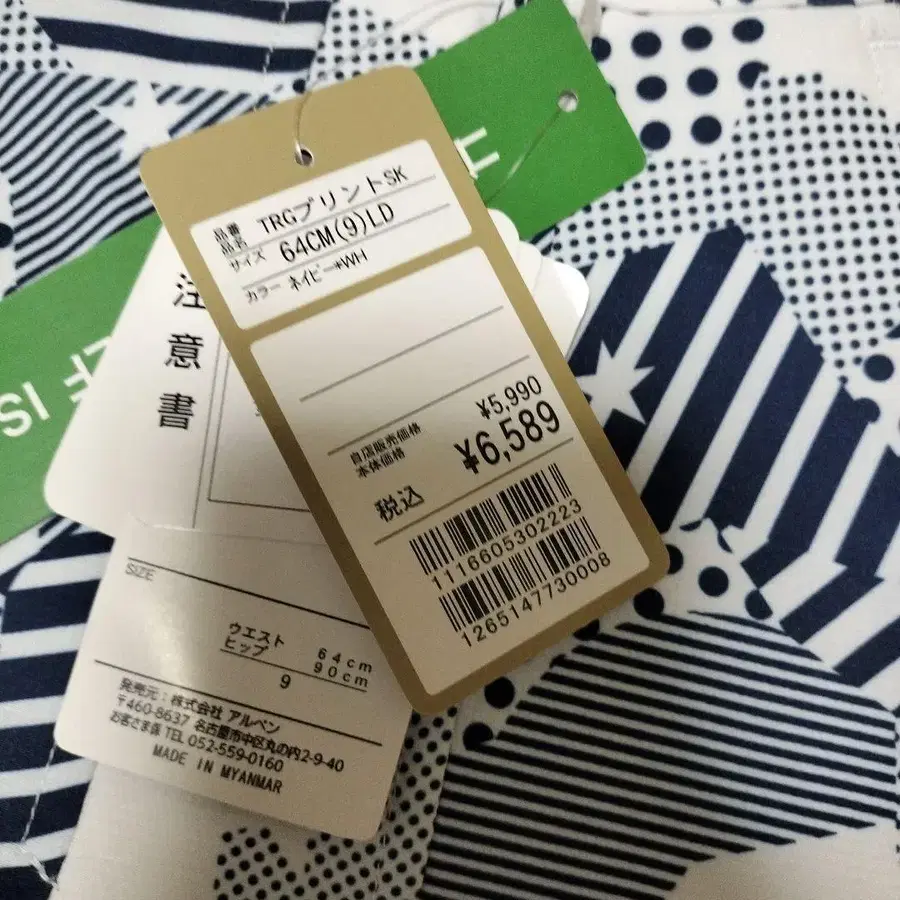 品番
品名 TRGプリントSK
サイズ 64CM(9)LD
カラー ネイビー*WH
¥5,990
自店販売価格
本体価格
¥6,589
税込
1116605302223
1265147730008
注意書
SIZE
ウエスト 64cm
ヒップ 90cm
9
発売元:株式会社 アルペン
〒460-8637 名古屋市中区丸の内2-9-40
お客さま係 TEL 052-559-0160
MADE IN MYANMAR
IS